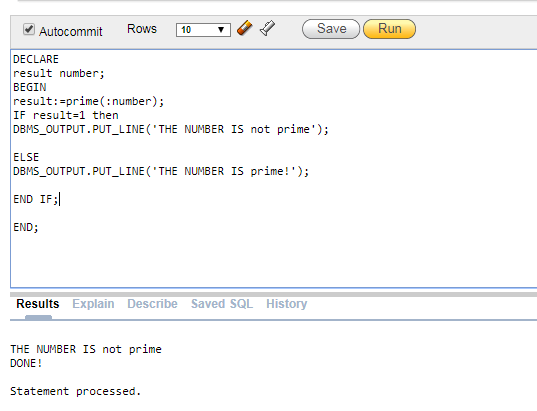 Autocommit Rows 10 Save Run
DECLARE
result number;
BEGIN
result:=prime(:number);
IF result=1 then
DBMS_OUTPUT.PUT_LINE('THE NUMBER IS not prime');
ELSE
DBMS_OUTPUT.PUT_LINE('THE NUMBER IS prime!');
END IF;
END;
Results Explain Describe Saved SQL History
THE NUMBER IS not prime
DONE!
Statement processed.